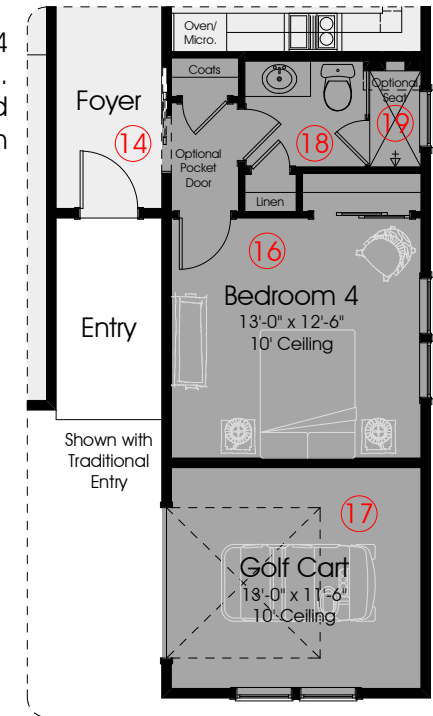 4
.
d
n
Oven/
Micro.
Coats
Optional
Seat
Foyer
14
18
19
Optional
Pocket
Door
Linen
16
Bedroom 4
13'-0" x 12'-6"
10' Ceiling
Entry
Shown with
Traditional
Entry
17
Golf Cart
13'-0" x 11'-6"
10' Ceiling